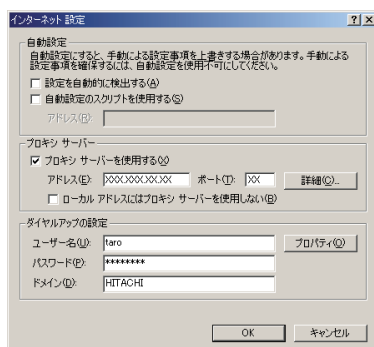 インターネット 設定
自動設定
自動設定にすると、手動による設定事項を上書きする場合があります。手動による
設定事項を確保するには、自動設定を使用不可にしてください。
設定を自動的に検出する(A)
自動設定のスクリプトを使用する(S)
アドレス(R):
プロキシ サーバー
プロキシ サーバーを使用する(X)
アドレス(E): XXX.XXX.XX.XX ポート(T): XX 詳細(C)...
ローカル アドレスにはプロキシ サーバーを使用しない(B)
ダイヤルアップの設定
ユーザー名(U): taro プロパティ(O)
パスワード(P): ********
ドメイン(D): HITACHI
OK キャンセル